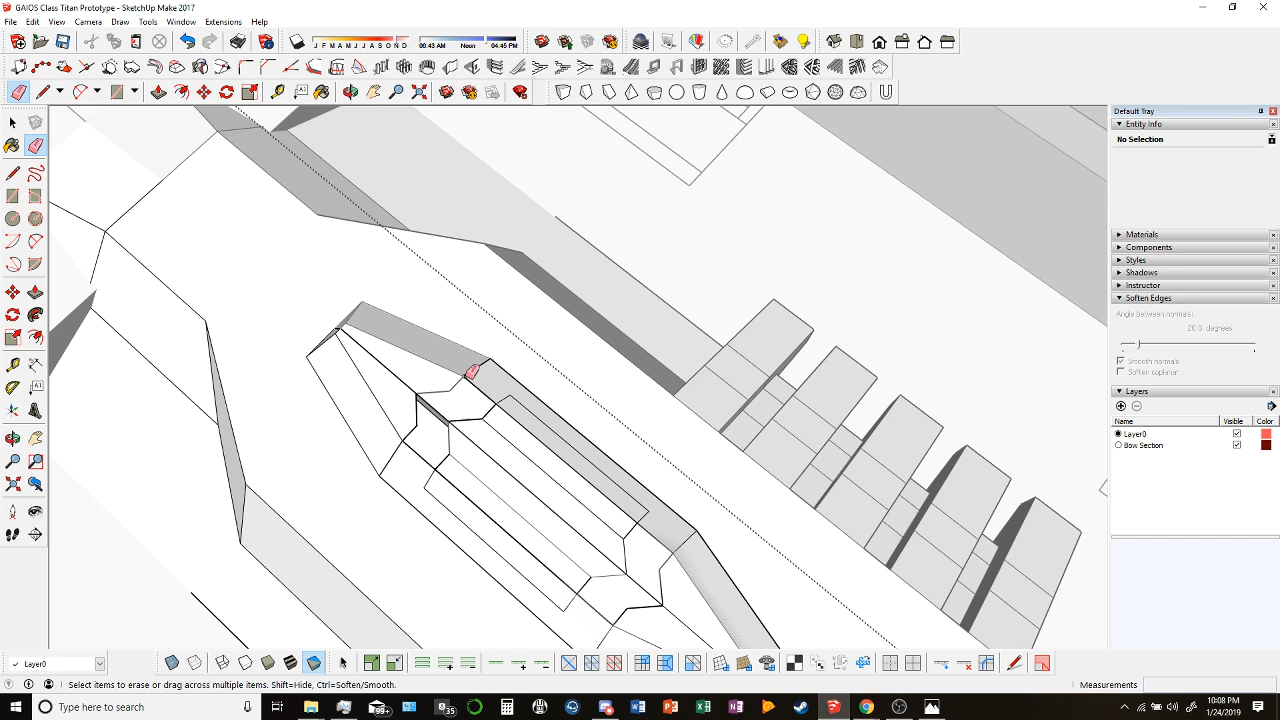 GAIOS Class Titan Prototype - SketchUp Make 2017
File Edit View Camera Draw Tools Window Extensions Help
J F M A M J J A S O N D 06:43 AM Noon 04:45 PM
Default Tray
Entity Info
No Selection
Materials
Components
Styles
Shadows
Instructor
Soften Edges
Angle between normals:
20.0 degrees
Smooth normals
Soften coplanar
Layers
Name Visible Color
Layer0
Bow Section
Layer0
Select items to erase or drag across multiple items. Shift=Hide, Ctrl=Soften/Smooth.
Measurements
Type here to search
99+
35
10:08 PM
1/24/2019